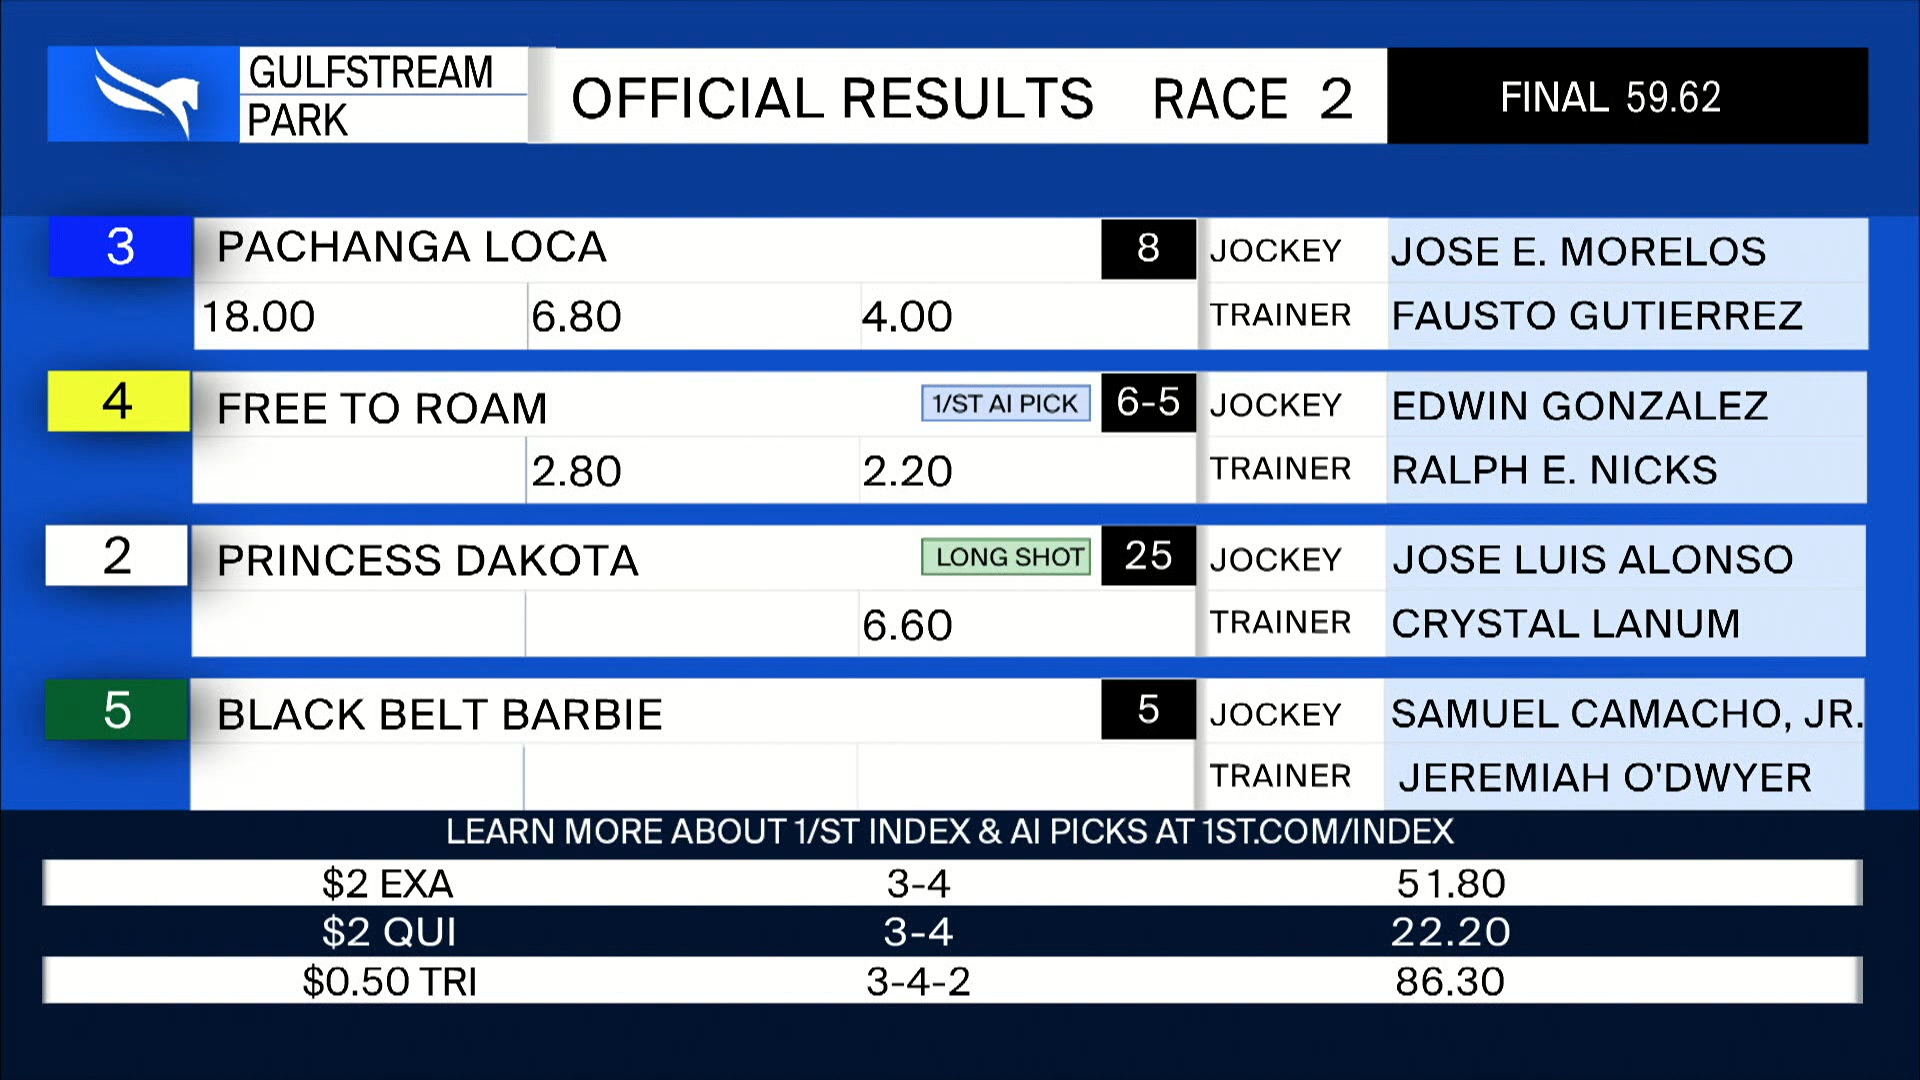 GULFSTREAM
PARK
OFFICIAL RESULTS RACE 2
FINAL 59.62
3 PACHANGA LOCA 8 JOCKEY JOSE E. MORELOS
18.00 6.80 4.00 TRAINER FAUSTO GUTIERREZ
4 FREE TO ROAM 1/ST AI PICK 6-5 JOCKEY EDWIN GONZALEZ
2.80 2.20 TRAINER RALPH E. NICKS
2 PRINCESS DAKOTA LONG SHOT 25 JOCKEY JOSE LUIS ALONSO
6.60 TRAINER CRYSTAL LANUM
5 BLACK BELT BARBIE 5 JOCKEY SAMUEL CAMACHO, JR.
TRAINER JEREMIAH O'DWYER
LEARN MORE ABOUT 1/ST INDEX & AI PICKS AT 1ST.COM/INDEX
$2 EXA 3-4 51.80
$2 QUI 3-4 22.20
$0.50 TRI 3-4-2 86.30